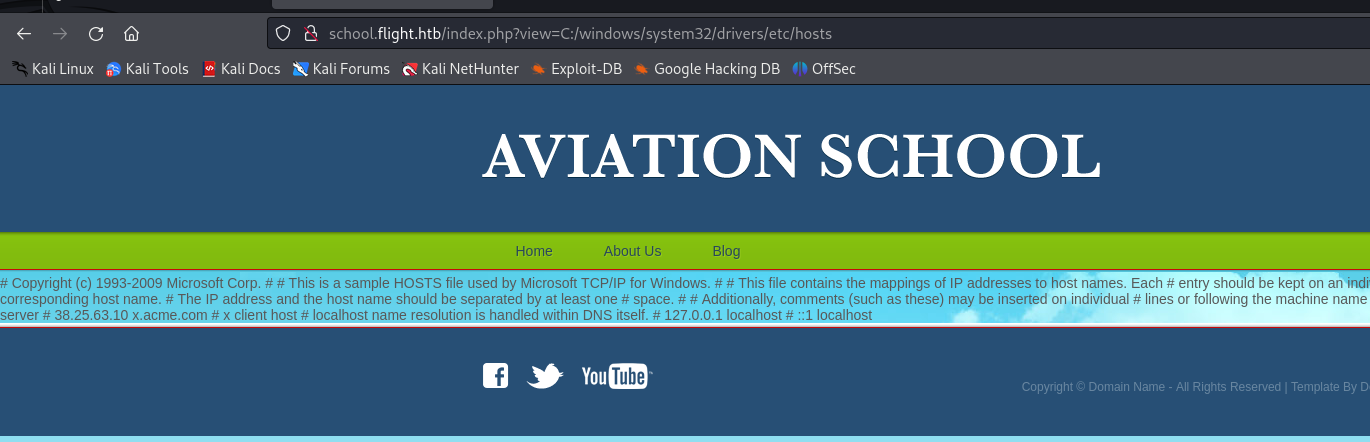 school.flight.htb/index.php?view=C:/windows/system32/drivers/etc/hosts
Kali Linux Kali Tools Kali Docs Kali Forums Kali NetHunter Exploit-DB Google Hacking DB OffSec
AVIATION SCHOOL
Home About Us Blog
# Copyright (c) 1993-2009 Microsoft Corp. # # This is a sample HOSTS file used by Microsoft TCP/IP for Windows. # # This file contains the mappings of IP addresses to host names. Each # entry should be kept on an
corresponding host name. # The IP address and the host name should be separated by at least one # space. # # Additionally, comments (such as these) may be inserted on individual # lines or following the machine name
server # 38.25.63.10 x.acme.com # x client host # localhost name resolution is handled within DNS itself. # 127.0.0.1 localhost # ::1 localhost
You Tube
Copyright © Domain Name - All Rights Reserved | Template By